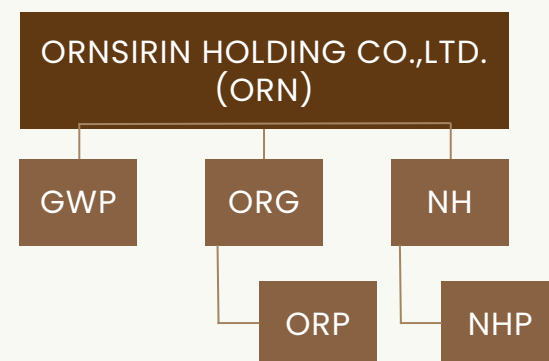 ORNSIRIN HOLDING CO.,LTD.
(ORN)
GWP
ORG
NH
ORP
NHP